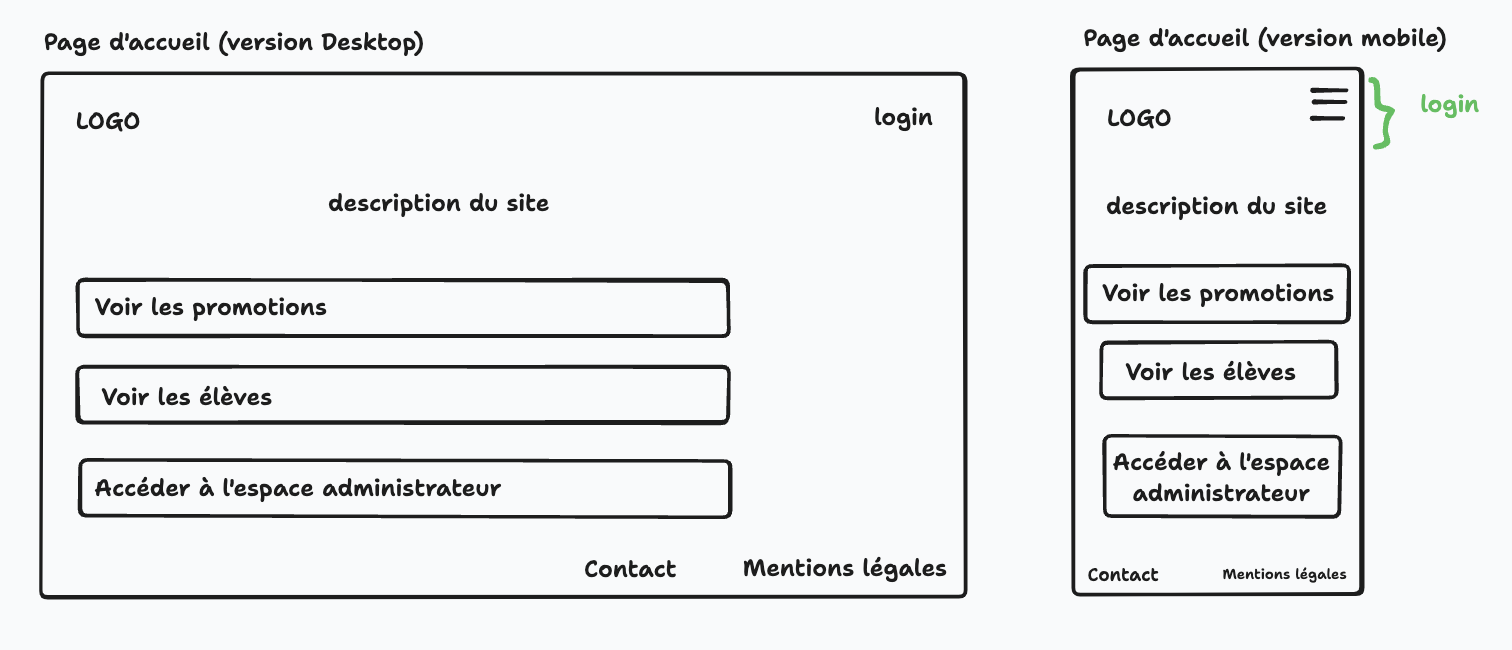 Page d'accueil (version Desktop)
LOGO
login
description du site
Voir les promotions
Voir les élèves
Accéder à l'espace administrateur
Contact
Mentions légales
Page d'accueil (version mobile)
LOGO
login
description du site
Voir les promotions
Voir les élèves
Accéder à l'espace
administrateur
Contact
Mentions légales